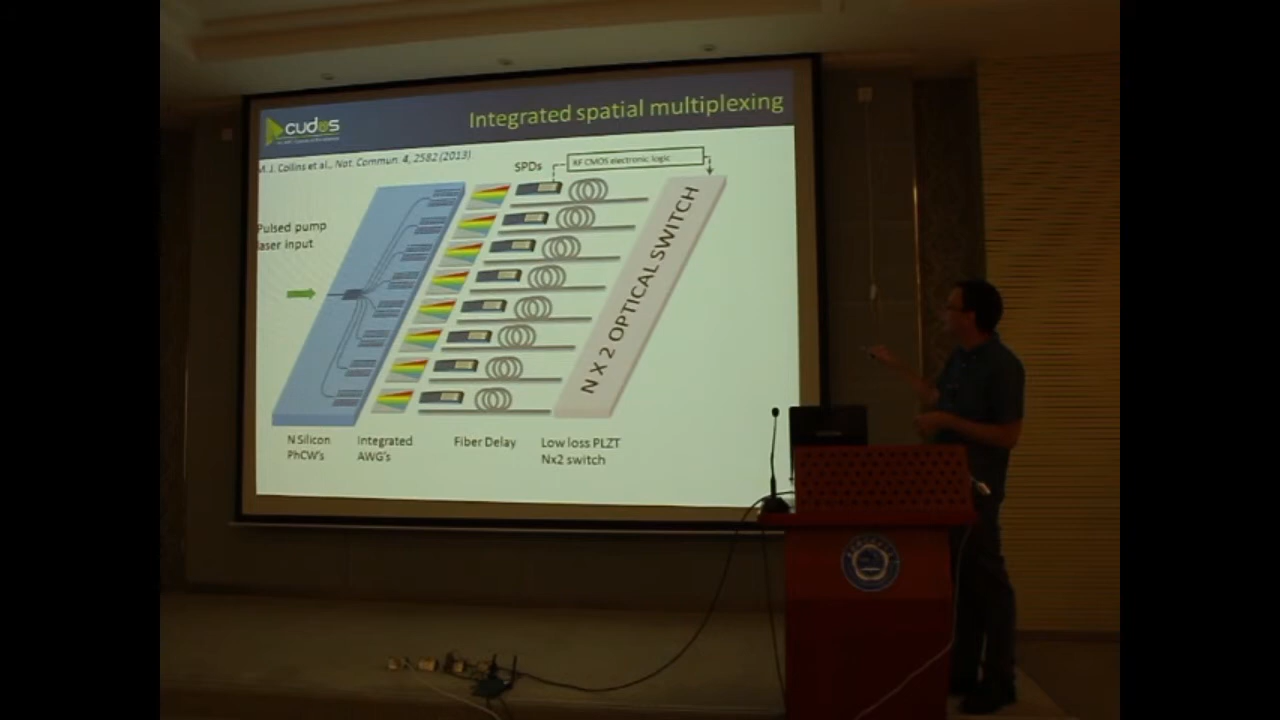 cudos
Integrated spatial multiplexing
M. J. Collins et al., Nat. Commun. 4, 2582 (2013)
SPDs
RF CMOS electronic logic
Pulsed pump
laser input
N X 2 OPTICAL SWITCH
N Silicon
PhCW's
Integrated
AWG's
Fiber Delay
Low loss PLZT
Nx2 switch